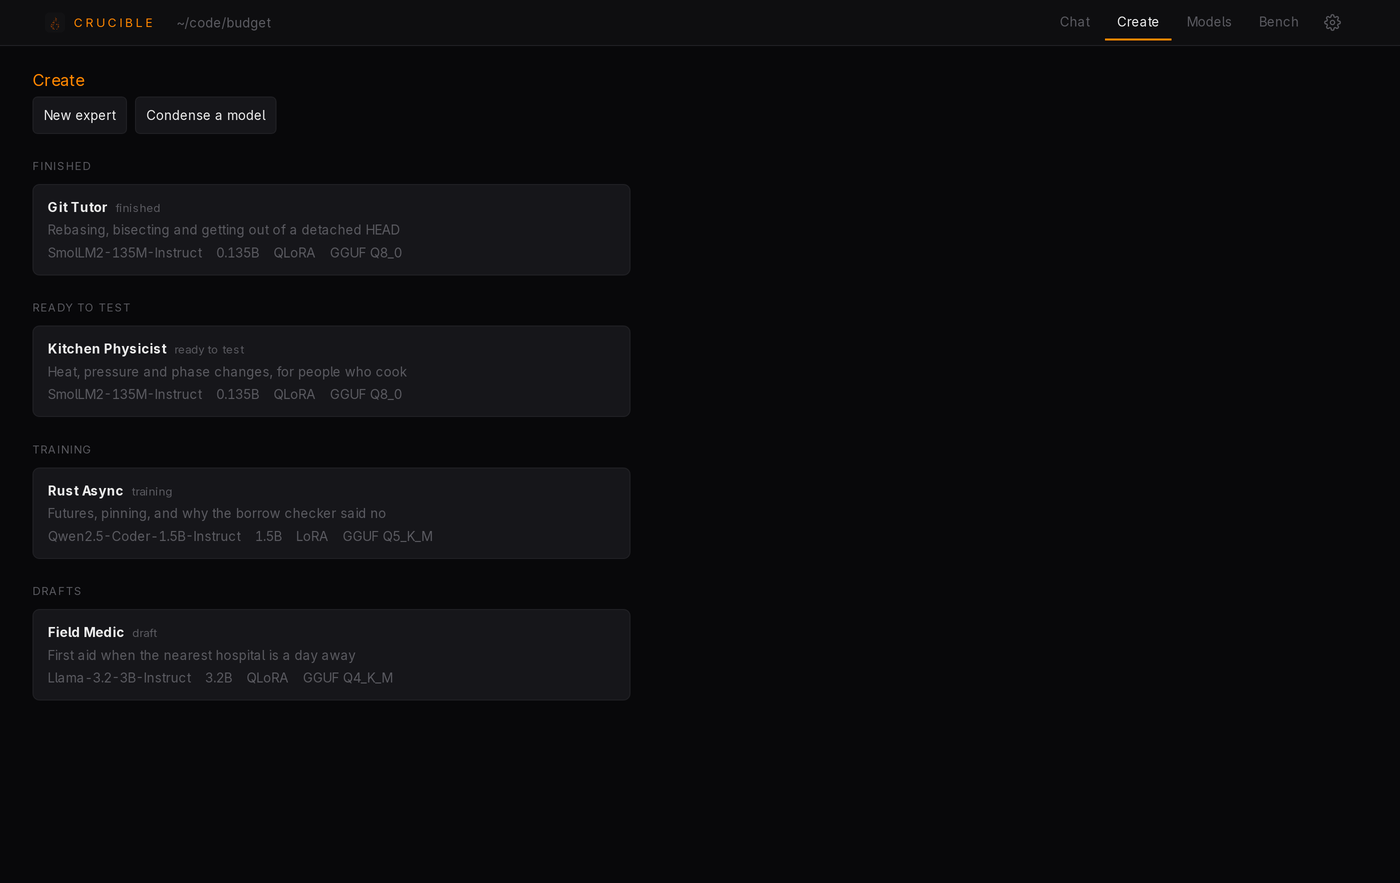 CRUCIBLE ~/code/budget Chat Create Models Bench
Create
New expert Condense a model
FINISHED
Git Tutor finished
Rebasing, bisecting and getting out of a detached HEAD
SmolLM2-135M-Instruct 0.135B QLoRA GGUF Q8_0
READY TO TEST
Kitchen Physicist ready to test
Heat, pressure and phase changes, for people who cook
SmolLM2-135M-Instruct 0.135B QLoRA GGUF Q8_0
TRAINING
Rust Async training
Futures, pinning, and why the borrow checker said no
Qwen2.5-Coder-1.5B-Instruct 1.5B LoRA GGUF Q5_K_M
DRAFTS
Field Medic draft
First aid when the nearest hospital is a day away
Llama-3.2-3B-Instruct 3.2B QLoRA GGUF Q4_K_M